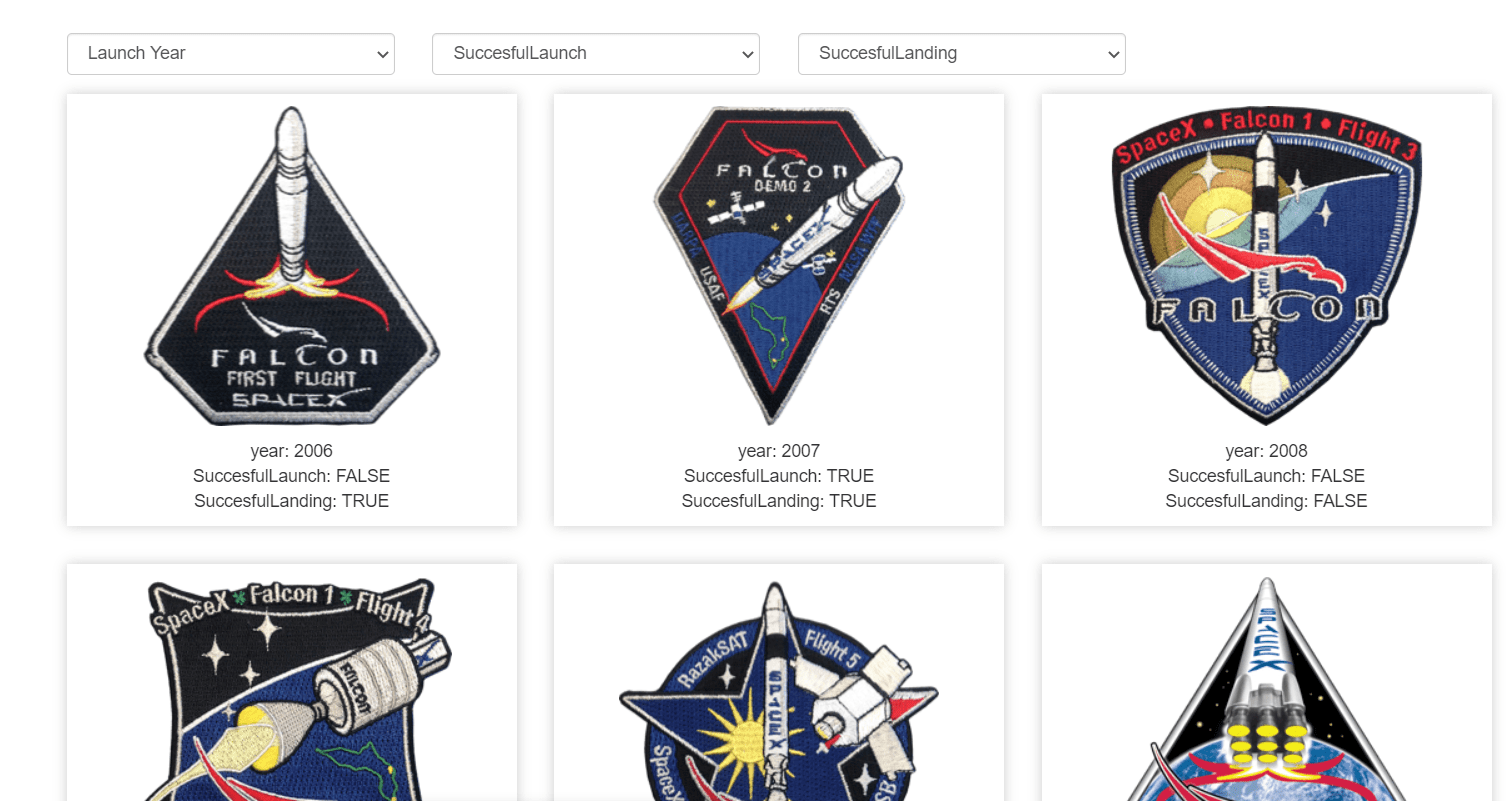 Launch Year
SuccesfulLaunch
SuccesfulLanding
FALCON
FIRST FLIGHT
SPACEX
year: 2006
SuccesfulLaunch: FALSE
SuccesfulLanding: TRUE
FALCON
DEMO 2
SPACEX
DARPA USAF
RTS NASA WFF
year: 2007
SuccesfulLaunch: TRUE
SuccesfulLanding: TRUE
SpaceX • Falcon 1 • Flight 3
SPACEX
FALCON
year: 2008
SuccesfulLaunch: FALSE
SuccesfulLanding: FALSE
SpaceX Falcon 1 Flight 4
FALCON
RazakSAT
Flight 5
SPACEX
SpaceX
SPACEX